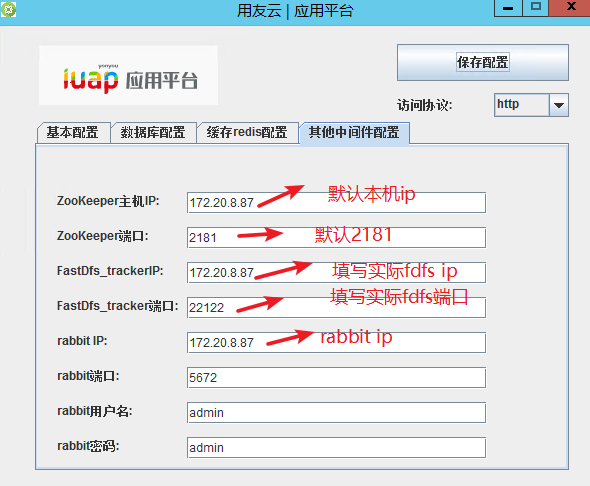 用友云 | 应用平台
yonyou
iuap 应用平台
保存配置
访问协议: http
基本配置 数据库配置 缓存redis配置 其他中间件配置
ZooKeeper主机IP: 172.20.8.87 默认本机ip
ZooKeeper端口: 2181 默认2181
FastDfs_trackerIP: 172.20.8.87 填写实际fdfs ip
FastDfs_tracker端口: 22122 填写实际fdfs端口
rabbit IP: 172.20.8.87 rabbit ip
rabbit端口: 5672
rabbit用户名: admin
rabbit密码: admin